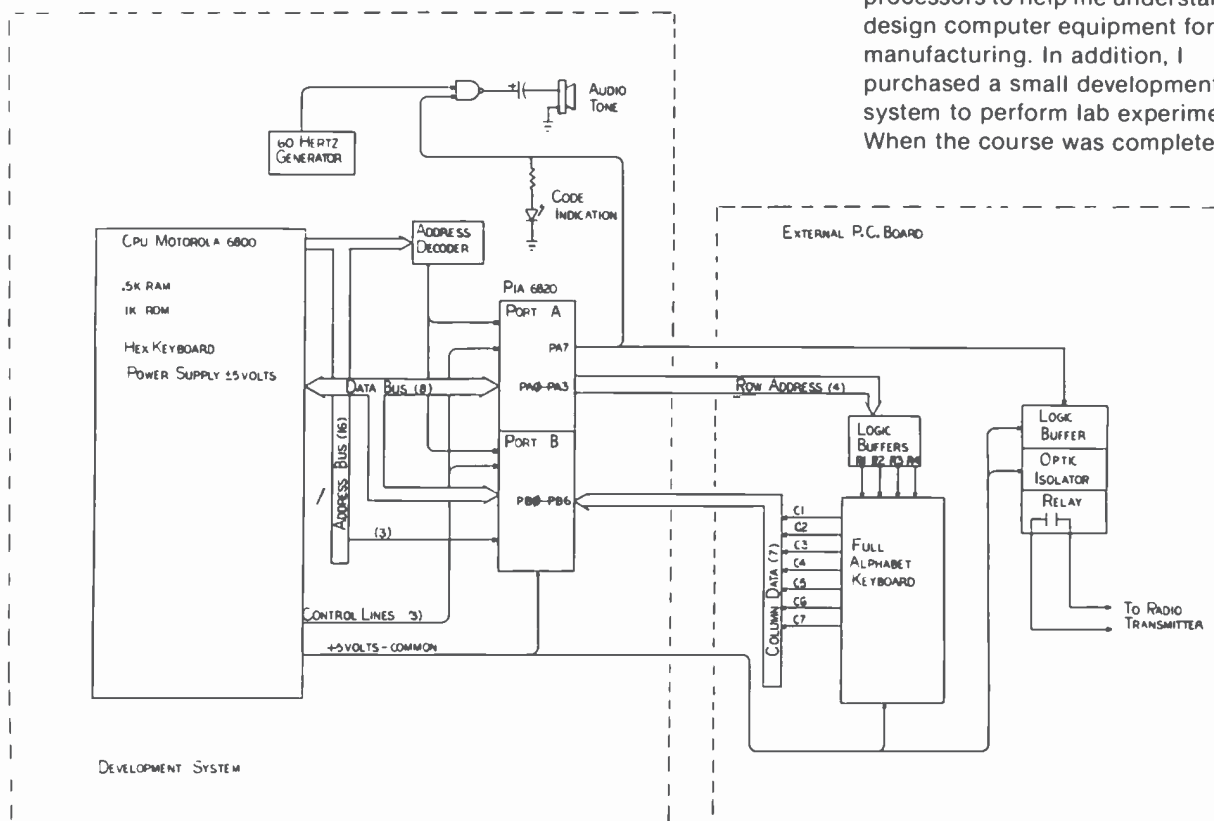 processors to help me understa
design computer equipment for
manufacturing. In addition, I
purchased a small development
system to perform lab experime
When the course was complete
AUDIO
TONE
60 HERTZ
GENERATOR
CODE
INDICATION
CPU MOTOROLA 6800
.5K RAM
1K ROM
HEX KEYBOARD
POWER SUPPLY ±5 VOLTS
ADDRESS
DECODER
PIA 6820
PORT A
PA7
PA0-PA3
DATA BUS (8)
ADDRESS BUS (16)
PORT B
PB0-PB6
(3)
CONTROL LINES (3)
+5 VOLTS - COMMON
DEVELOPMENT SYSTEM
EXTERNAL P.C. BOARD
ROW ADDRESS (4)
LOGIC
BUFFERS
R1 R2 R3 R4
C1
C2
C3
C4
C5
C6
C7
COLUMN DATA (7)
FULL
ALPHABET
KEYBOARD
LOGIC
BUFFER
OPTIC
ISOLATOR
RELAY
TO RADIO
TRANSMITTER